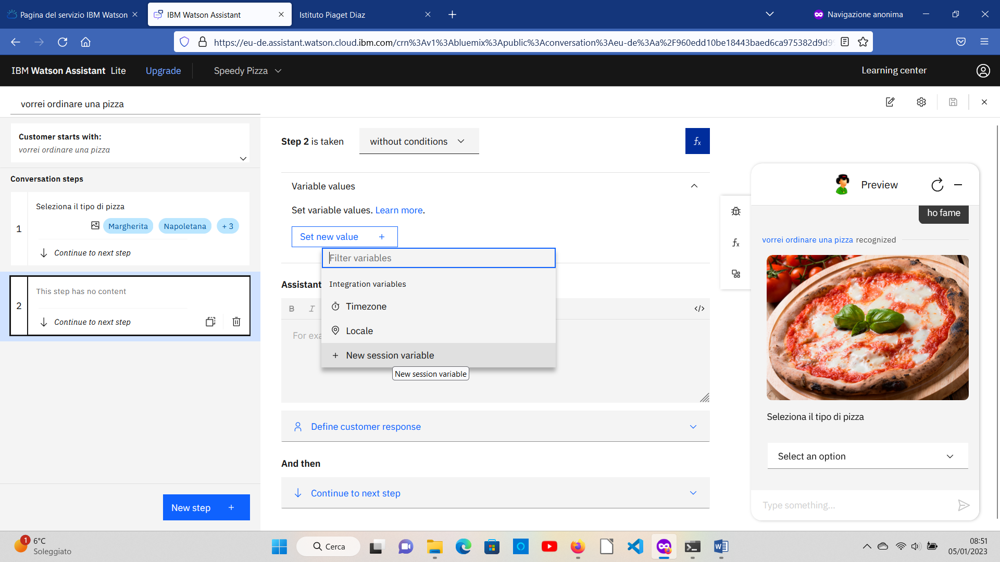 Pagina del servizio IBM Watson
IBM Watson Assistant
Istituto Piaget Diaz
Navigazione anonima
https://eu-de.assistant.watson.cloud.ibm.com/crn%3Av1%3Abluemix%3Apublic%3Aconversation%3Aeu-de%3Aa%2F960edd10be18443baed6ca975382d9d9
IBM Watson Assistant Lite
Upgrade
Speedy Pizza
Learning center
vorrei ordinare una pizza
Customer starts with:
vorrei ordinare una pizza
Conversation steps
1
Seleziona il tipo di pizza
Margherita
Napoletana
+ 3
Continue to next step
2
This step has no content
Continue to next step
New step +
Step 2 is taken
without conditions
fx
Variable values
Set variable values. Learn more.
Set new value +
Filter variables
Integration variables
Timezone
Locale
+ New session variable
New session variable
Assistant
B I
</>
For exa
Define customer response
And then
Continue to next step
fx
Preview
ho fame
vorrei ordinare una pizza recognized
Seleziona il tipo di pizza
Select an option
Type something...
1
6°C
Soleggiato
Cerca
08:51
05/01/2023